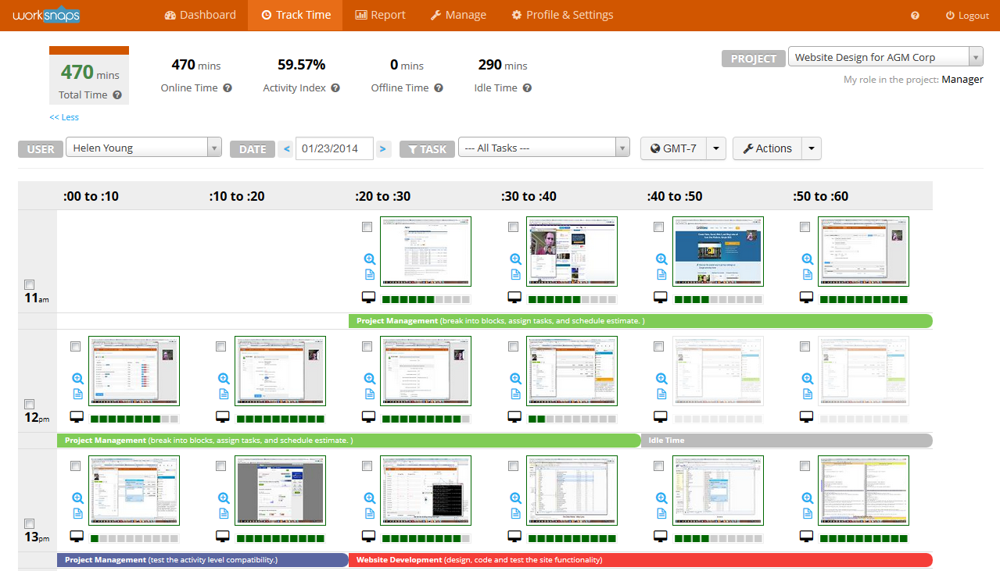 worksnaps Dashboard Track Time Report Manage Profile & Settings Logout
470 mins 470 mins 59.57% 0 mins 290 mins PROJECT Website Design for AGM Corp
Total Time Online Time Activity Index Offline Time Idle Time My role in the project: Manager
<< Less
USER Helen Young DATE < 01/23/2014 > TASK --- All Tasks --- GMT-7 Actions
:00 to :10 :10 to :20 :20 to :30 :30 to :40 :40 to :50 :50 to :60
11am
Project Management (break into blocks, assign tasks, and schedule estimate. )
12pm
Project Management (break into blocks, assign tasks, and schedule estimate. ) Idle Time
13pm
Project Management (test the activity level compatibility.) Website Development (design, code and test the site functionality)